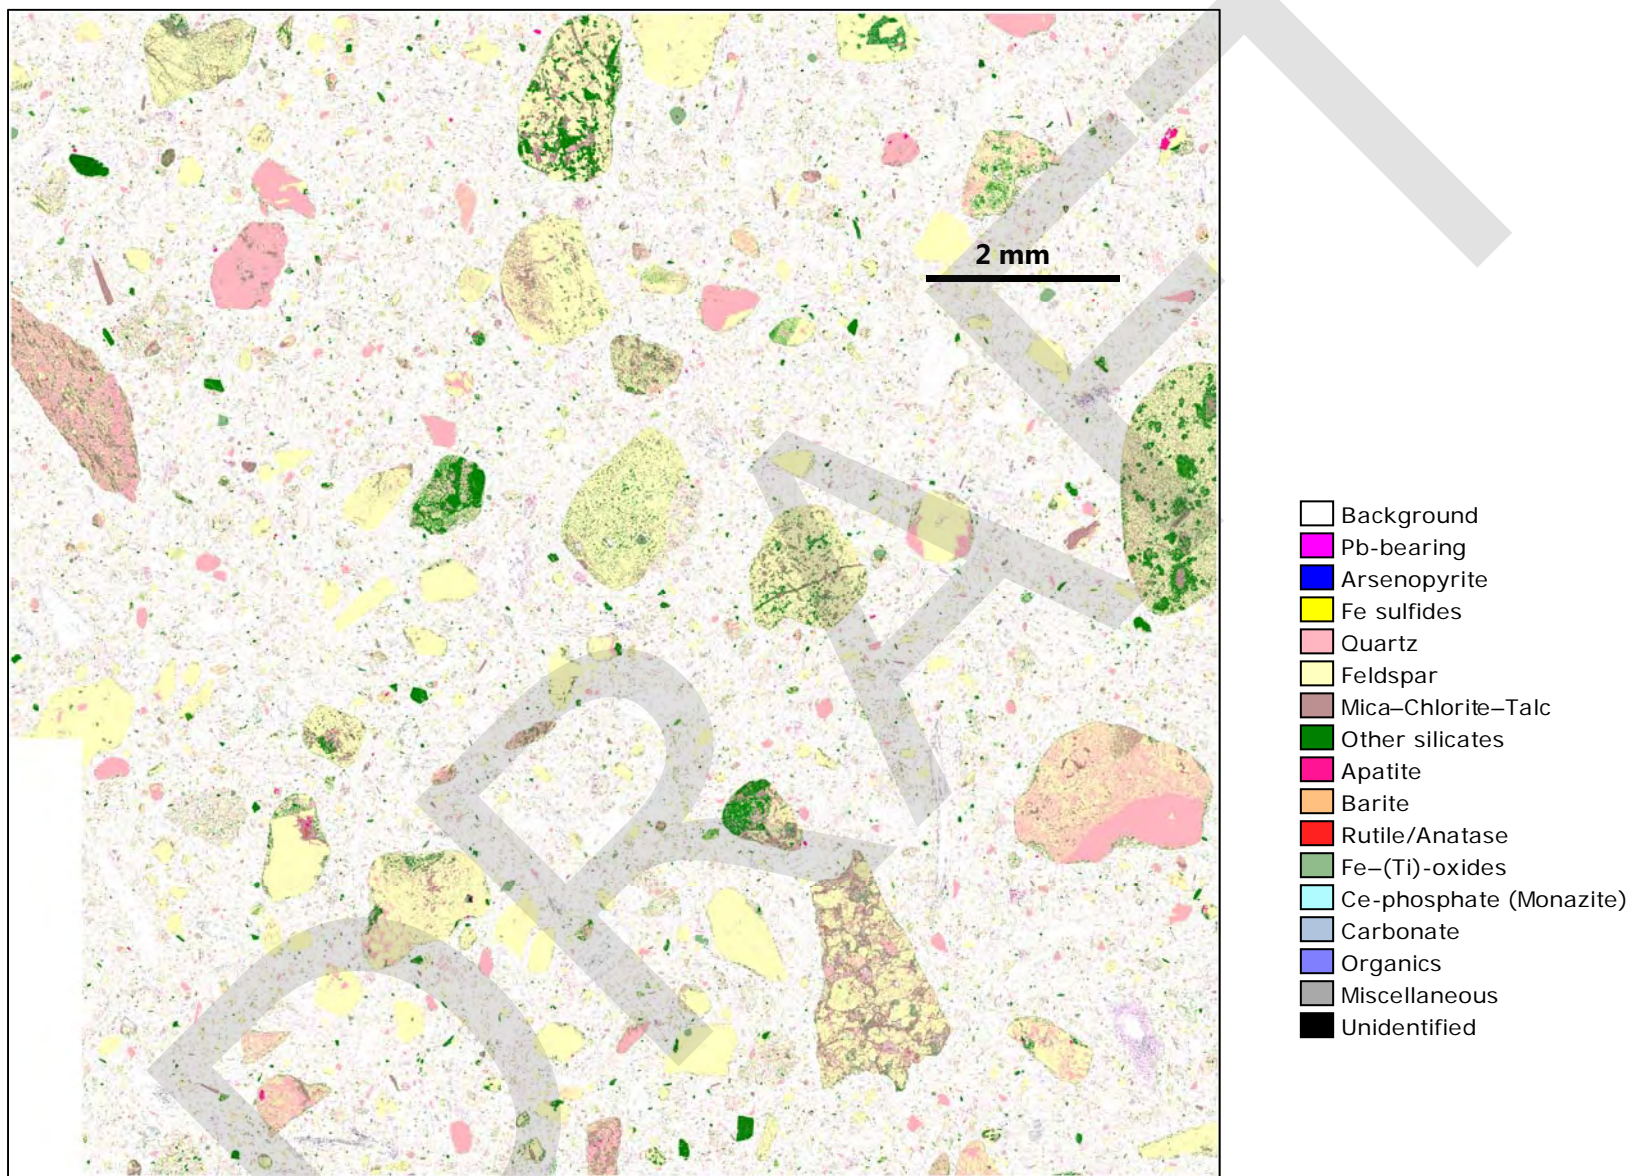 2 mm
Background
Pb-bearing
Arsenopyrite
Fe sulfides
Quartz
Feldspar
Mica–Chlorite–Talc
Other silicates
Apatite
Barite
Rutile/Anatase
Fe–(Ti)-oxides
Ce-phosphate (Monazite)
Carbonate
Organics
Miscellaneous
Unidentified
DRAFT